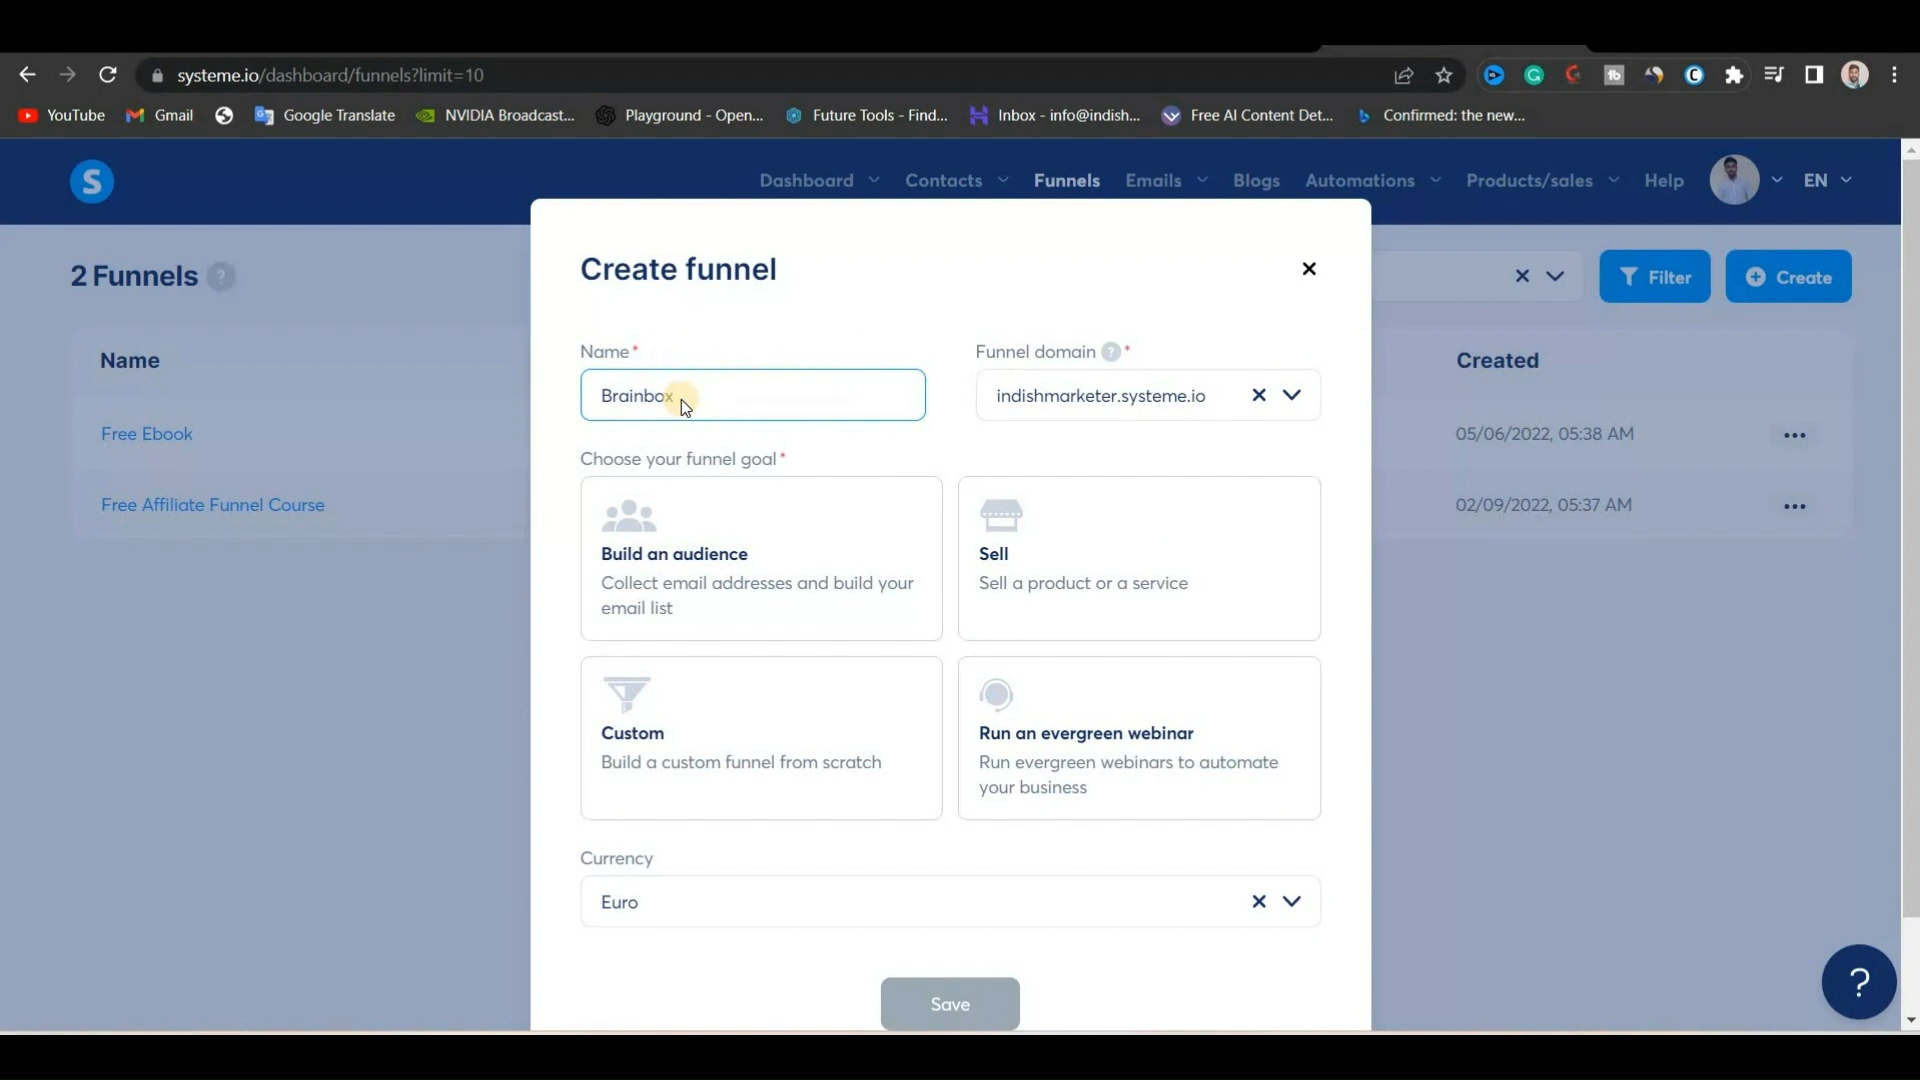 systeme.io/dashboard/funnels?limit=10
YouTube Gmail Google Translate NVIDIA Broadcast... Playground - Open... Future Tools - Find... Inbox - info@indish... Free AI Content Det... Confirmed: the new...
S Dashboard Contacts Funnels Emails Blogs Automations Products/sales Help EN
2 Funnels ?
Filter Create
Name Created
Free Ebook 05/06/2022, 05:38 AM
Free Affiliate Funnel Course 02/09/2022, 05:37 AM
Create funnel
Name* Funnel domain ? *
Brainbox indishmarketer.systeme.io
Choose your funnel goal*
Build an audience
Collect email addresses and build your
email list
Sell
Sell a product or a service
Custom
Build a custom funnel from scratch
Run an evergreen webinar
Run evergreen webinars to automate
your business
Currency
Euro
Save
?